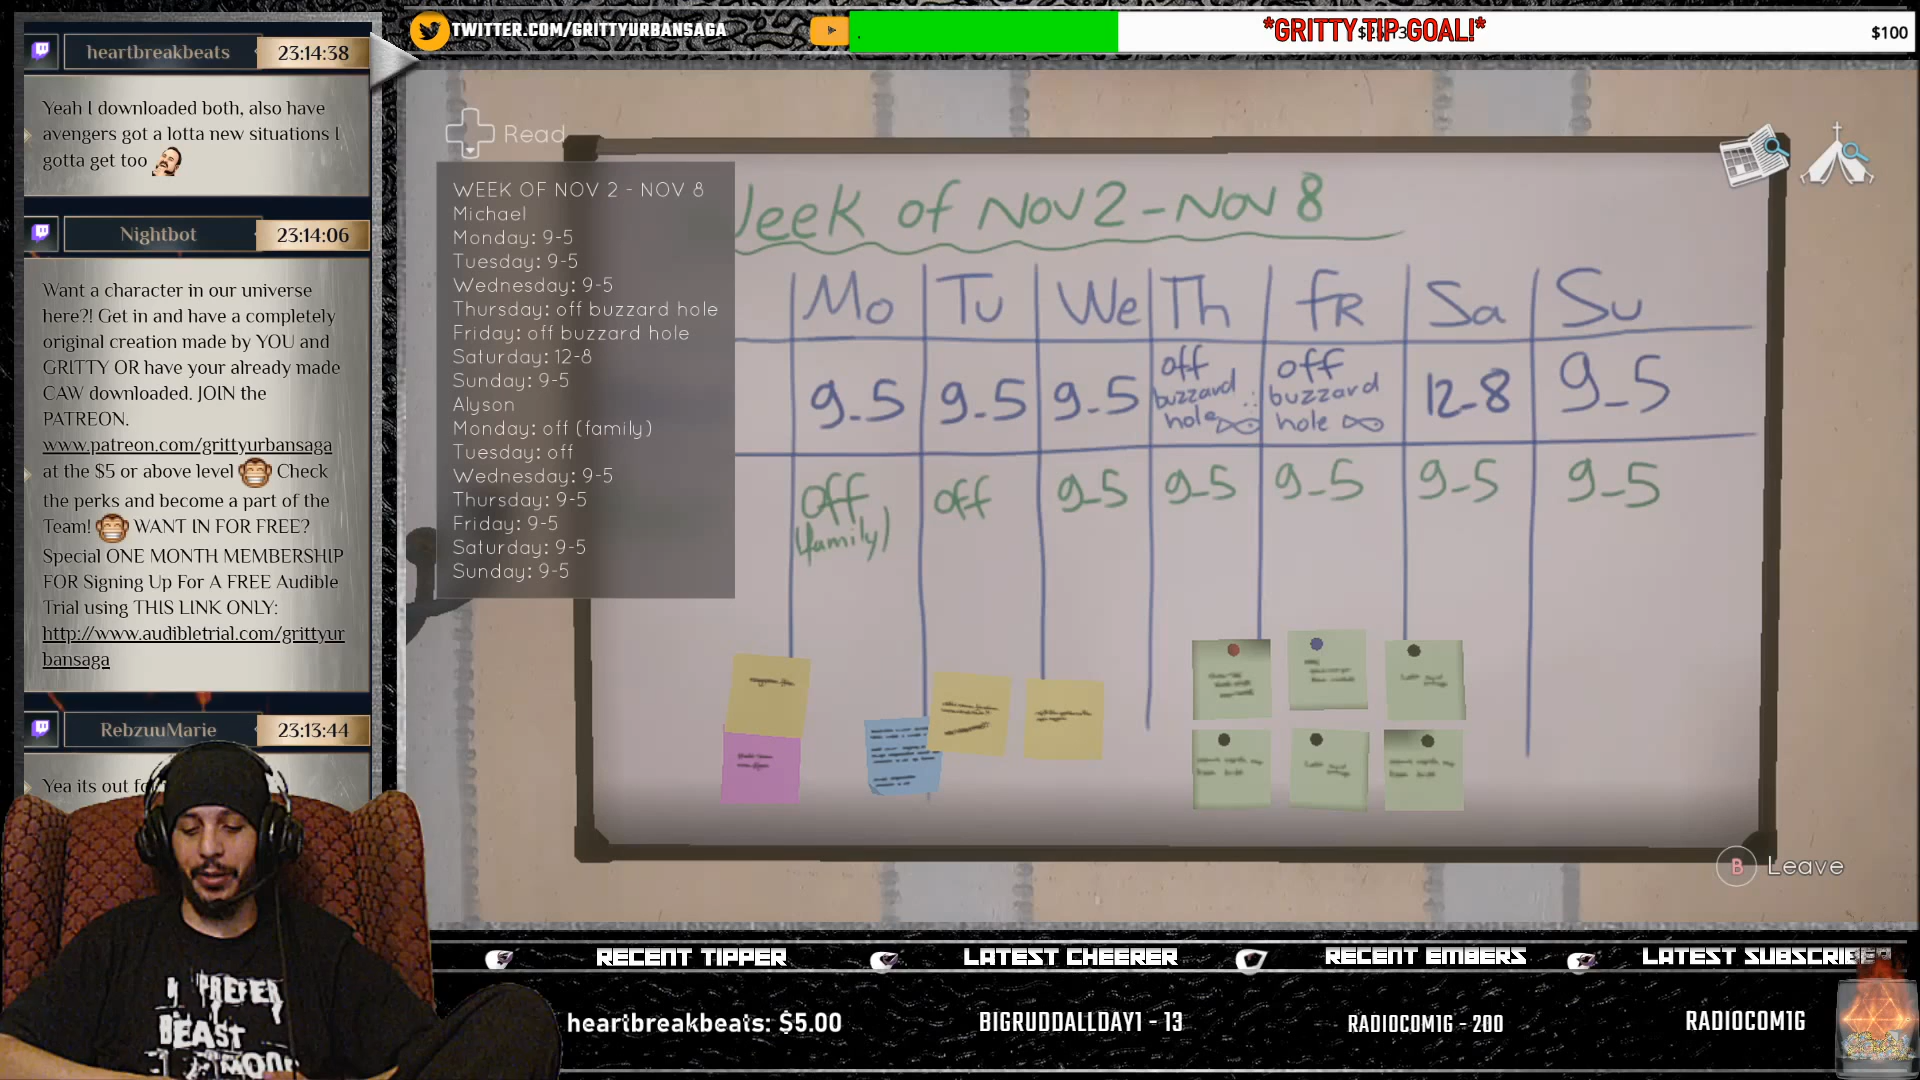 heartbreakbeats 23:14:38
Yeah I downloaded both, also have
avengers got a lotta new situations I
gotta get too
Nightbot 23:14:06
Want a character in our universe
here?! Get in and have a completely
original creation made by YOU and
GRITTY OR have your already made
CAW downloaded. JOIN the
PATREON.
www.patreon.com/grittyurbansaga
at the $5 or above level Check
the perks and become a part of the
Team! WANT IN FOR FREE?
Special ONE MONTH MEMBERSHIP
FOR Signing Up For A FREE Audible
Trial using THIS LINK ONLY:
http://www.audibletrial.com/grittyur
bansaga
RebzuuMarie 23:13:44
Yea its out fo
I PREFER
BEAST
MODE
TWITTER.COM/GRITTYURBANSAGA
*GRITTY TIP GOAL!*
$100
Read
WEEK OF NOV 2 - NOV 8
Michael
Monday: 9-5
Tuesday: 9-5
Wednesday: 9-5
Thursday: off buzzard hole
Friday: off buzzard hole
Saturday: 12-8
Sunday: 9-5
Alyson
Monday: off (family)
Tuesday: off
Wednesday: 9-5
Thursday: 9-5
Friday: 9-5
Saturday: 9-5
Sunday: 9-5
Week of Nov 2 - Nov 8
Mo Tu We Th FR Sa Su
9-5 9-5 9-5 off buzzard hole off buzzard hole 12-8 9-5
off (family) off 9-5 9-5 9-5 9-5 9-5
B Leave
RECENT TIPPER LATEST CHEERER RECENT EMBERS LATEST SUBSCRIBER
heartbreakbeats: $5.00 BIGRUDDALLDAY1 - 13 RADIOCOM1G - 200 RADIOCOM1G